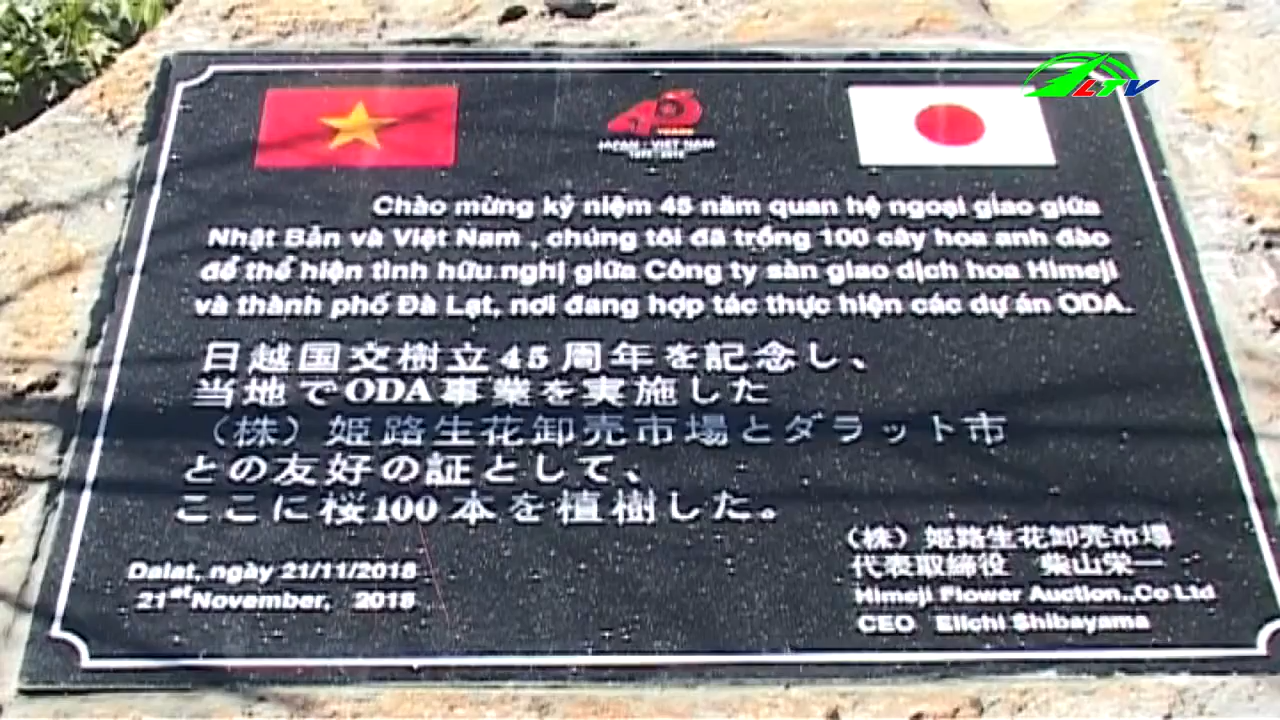 LTV
45
YEARS
JAPAN - VIET NAM
1973 - 2018
Chào mừng kỷ niệm 45 năm quan hệ ngoại giao giữa
Nhật Bản và Việt Nam , chúng tôi đã trồng 100 cây hoa anh đào
để thể hiện tình hữu nghị giữa Công ty sàn giao dịch hoa Himeji
và thành phố Đà Lạt, nơi đang hợp tác thực hiện các dự án ODA.
日越国交樹立45周年を記念し、
当地でODA事業を実施した
（株）姫路生花卸売市場とダラット市
との友好の証として、
ここに桜100本を植樹した。
Dalat, ngày 21/11/2018
21st November, 2018
（株）姫路生花卸売市場
代表取締役 柴山栄一
Himeji Flower Auction.,Co Ltd
CEO Eiichi Shibayama